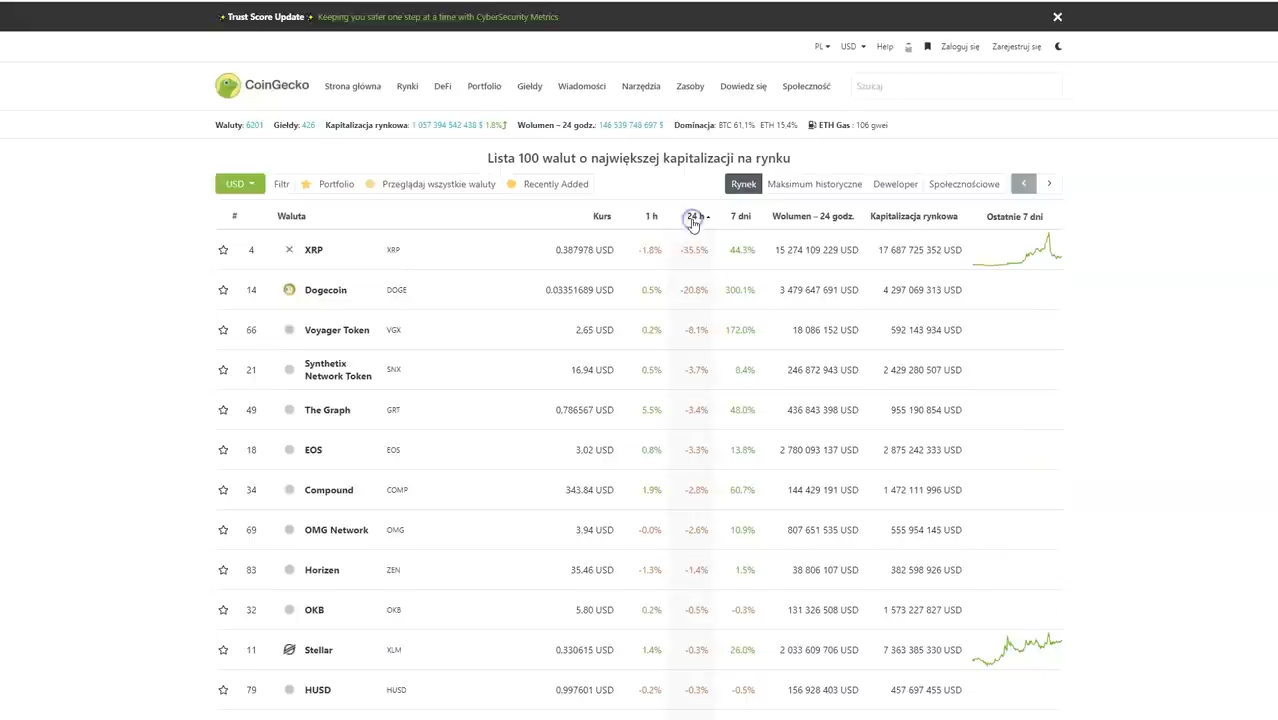 Trust Score Update Keeping you safer one step at a time with CyberSecurity Metrics
PL USD Help Zaloguj się Zarejestruj się
CoinGecko Strona główna Rynki DeFi Portfolio Giełdy Wiadomości Narzędzia Zasoby Dowiedz się Społeczność Szukaj
Waluty: 6201 Giełdy: 426 Kapitalizacja rynkowa: 1 057 394 542 438 $ 1.8% Wolumen – 24 godz.: 146 539 748 697 $ Dominacja: BTC 61,1% ETH 15,4% ETH Gas : 106 gwei
Lista 100 walut o największej kapitalizacji na rynku
USD Filtr Portfolio Przeglądaj wszystkie waluty Recently Added Rynek Maksimum historyczne Deweloper Społecznościowe
# Waluta Kurs 1 h 24 h 7 dni Wolumen – 24 godz. Kapitalizacja rynkowa Ostatnie 7 dni
4 XRP XRP 0.387978 USD -1.8% -35.5% 44.3% 15 274 109 229 USD 17 687 725 352 USD
14 Dogecoin DOGE 0.03351689 USD 0.5% -20.8% 300.1% 3 479 647 691 USD 4 297 069 313 USD
66 Voyager Token VGX 2,65 USD 0.2% -8.1% 172.0% 18 086 152 USD 592 143 934 USD
21 Synthetix Network Token SNX 16,94 USD 0.5% -3.7% 8.4% 246 872 943 USD 2 429 280 507 USD
49 The Graph GRT 0,786567 USD 5.5% -3.4% 48.0% 436 843 398 USD 955 190 854 USD
18 EOS EOS 3,02 USD 0.8% -3.3% 13.8% 2 780 093 137 USD 2 875 242 333 USD
34 Compound COMP 343,84 USD 1.9% -2.8% 60.7% 144 429 191 USD 1 472 111 996 USD
69 OMG Network OMG 3.94 USD -0.0% -2.6% 10.9% 807 651 535 USD 555 954 145 USD
83 Horizen ZEN 35.46 USD -1.3% -1.4% 1.5% 38 806 107 USD 382 598 926 USD
32 OKB OKB 5.80 USD 0.2% -0.5% -0.3% 131 326 508 USD 1 573 227 827 USD
11 Stellar XLM 0.330615 USD 1.4% -0.3% 26.0% 2 033 609 706 USD 7 363 385 330 USD
79 HUSD HUSD 0.997601 USD -0.2% -0.3% -0.5% 156 928 403 USD 457 697 455 USD